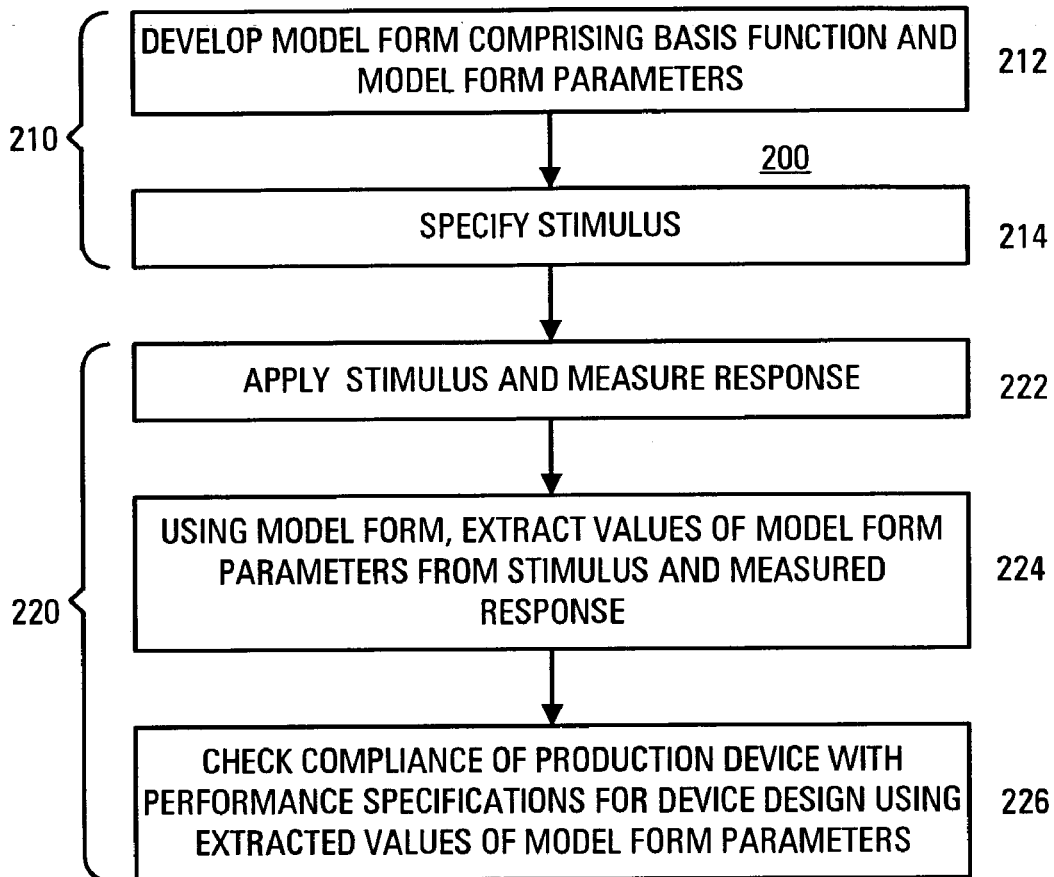 DEVELOP MODEL FORM COMPRISING BASIS FUNCTION AND
MODEL FORM PARAMETERS
212
210
200
SPECIFY STIMULUS
214
APPLY STIMULUS AND MEASURE RESPONSE
222
USING MODEL FORM, EXTRACT VALUES OF MODEL FORM
PARAMETERS FROM STIMULUS AND MEASURED
RESPONSE
224
220
CHECK COMPLIANCE OF PRODUCTION DEVICE WITH
PERFORMANCE SPECIFICATIONS FOR DEVICE DESIGN USING
EXTRACTED VALUES OF MODEL FORM PARAMETERS
226